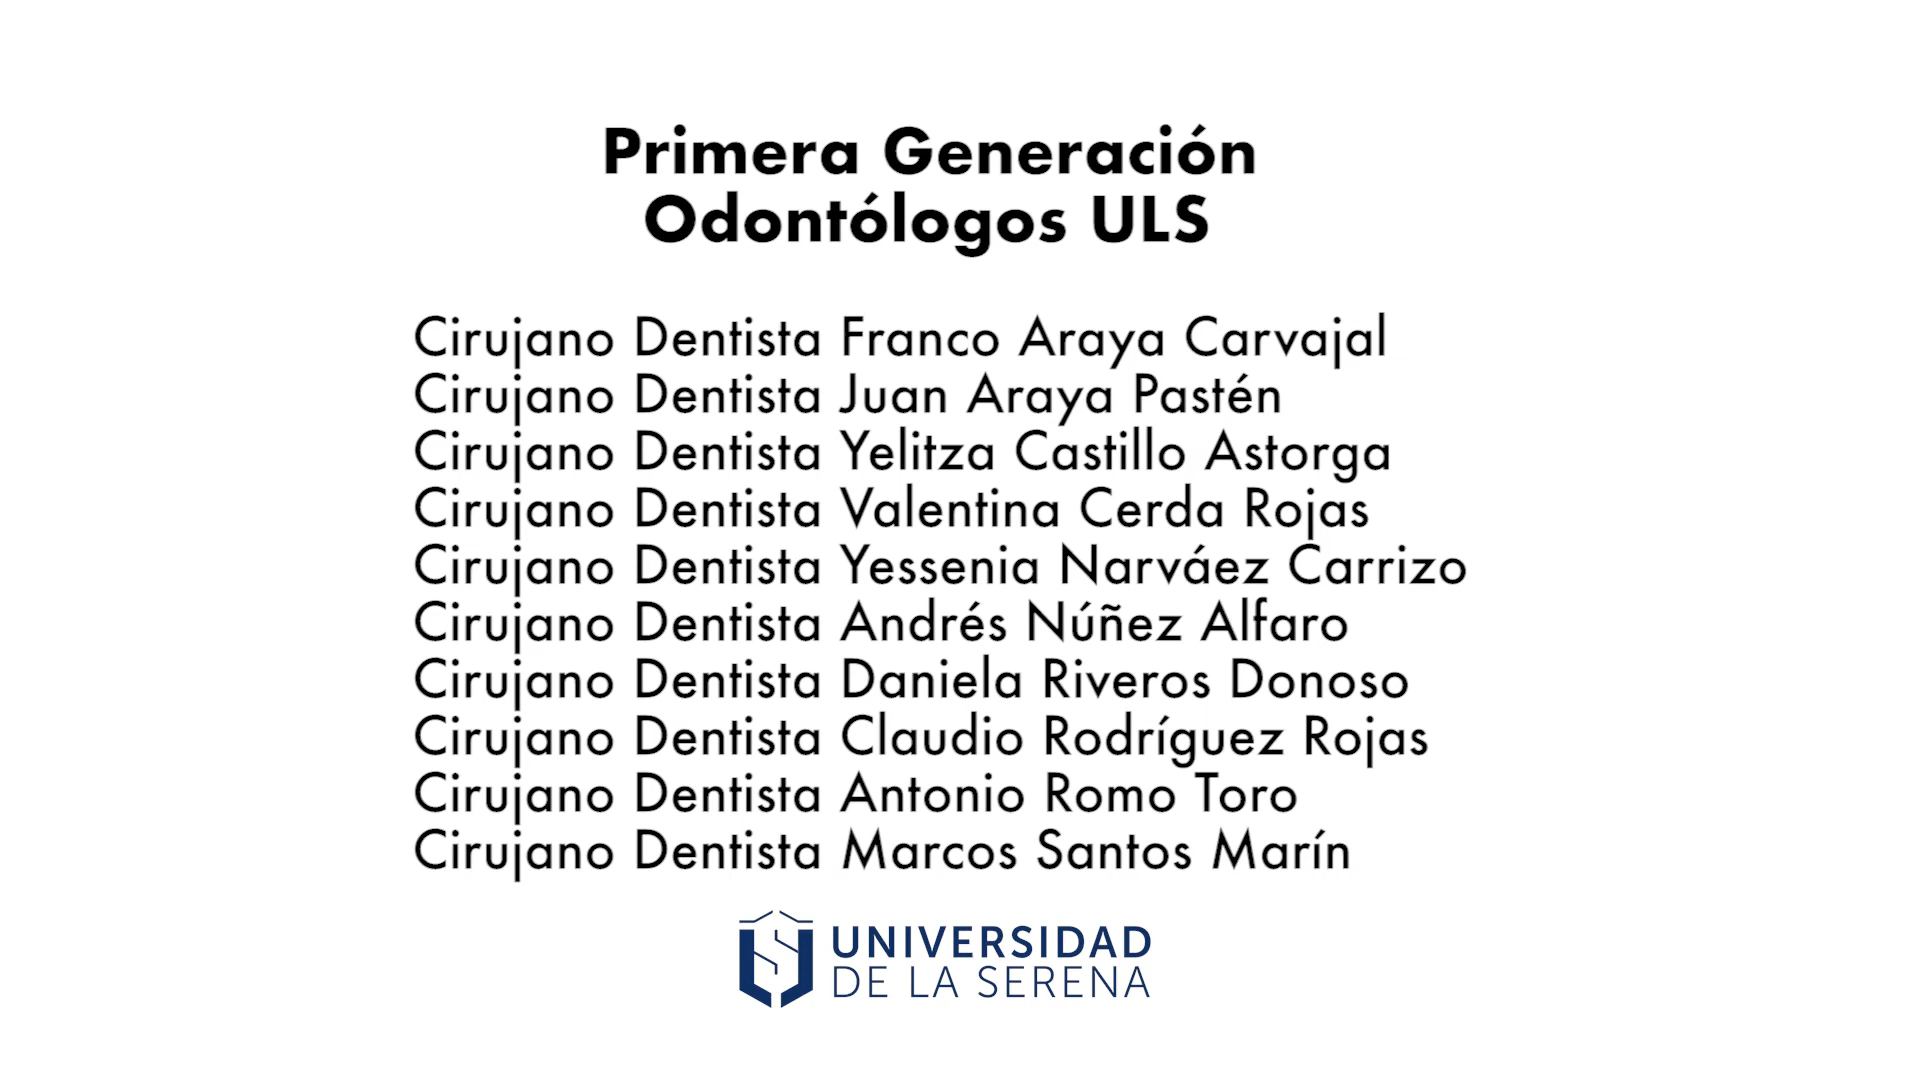 Primera Generación
Odontólogos ULS
Cirujano Dentista Franco Araya Carvajal
Cirujano Dentista Juan Araya Pastén
Cirujano Dentista Yelitza Castillo Astorga
Cirujano Dentista Valentina Cerda Rojas
Cirujano Dentista Yessenia Narváez Carrizo
Cirujano Dentista Andrés Núñez Alfaro
Cirujano Dentista Daniela Riveros Donoso
Cirujano Dentista Claudio Rodríguez Rojas
Cirujano Dentista Antonio Romo Toro
Cirujano Dentista Marcos Santos Marín
UNIVERSIDAD
DE LA SERENA